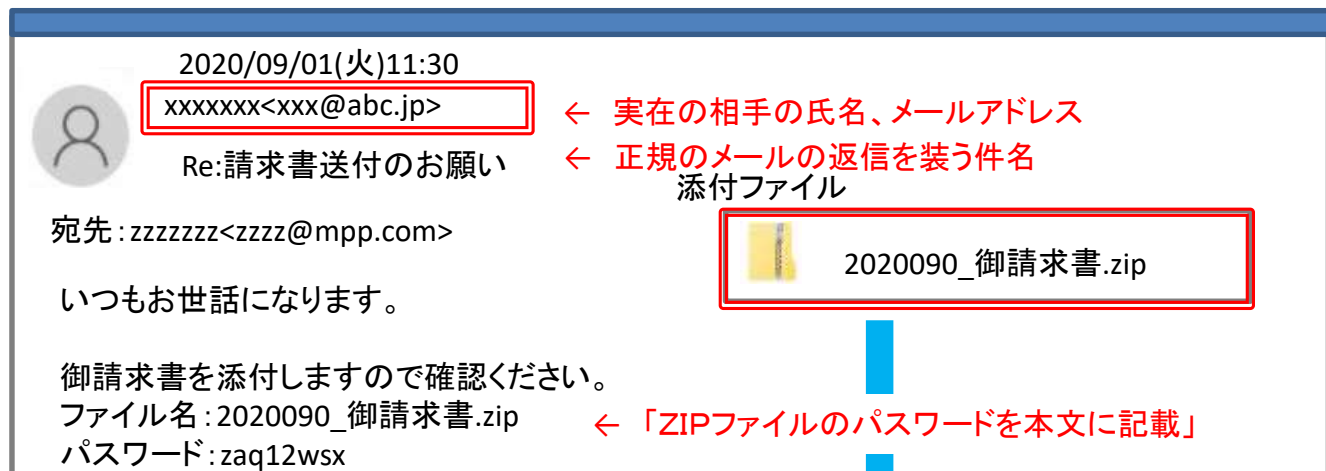 2020/09/01(火)11:30
xxxxxxx<xxx@abc.jp>
← 実在の相手の氏名、メールアドレス
Re:請求書送付のお願い
← 正規のメールの返信を装う件名
添付ファイル
宛先:zzzzzzz<zzzz@mpp.com>
2020090_御請求書.zip
いつもお世話になります。
御請求書を添付しますので確認ください。
ファイル名:2020090_御請求書.zip
← 「ZIPファイルのパスワードを本文に記載」
パスワード:zaq12wsx